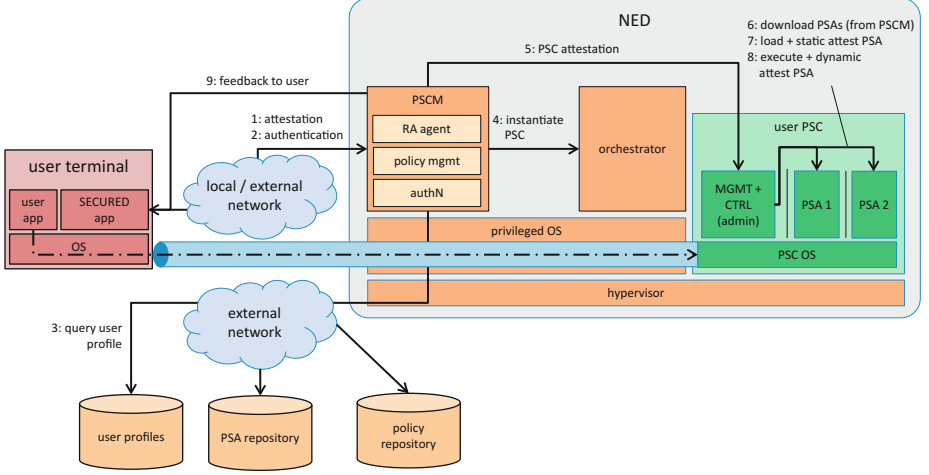 NED
6: download PSAs (from PSCM)
7: load + static attest PSA
8: execute + dynamic
attest PSA
5: PSC attestation
9: feedback to user
PSCM
1: attestation
2: authentication
RA agent
policy mgmt
authN
4: instantiate
PSC
orchestrator
user PSC
user terminal
user
app
SECURED
app
OS
local / external
network
MGMT +
CTRL
(admin)
PSA 1
PSA 2
privileged OS
PSC OS
hypervisor
external
network
3: query user
profile
user profiles
PSA repository
policy
repository